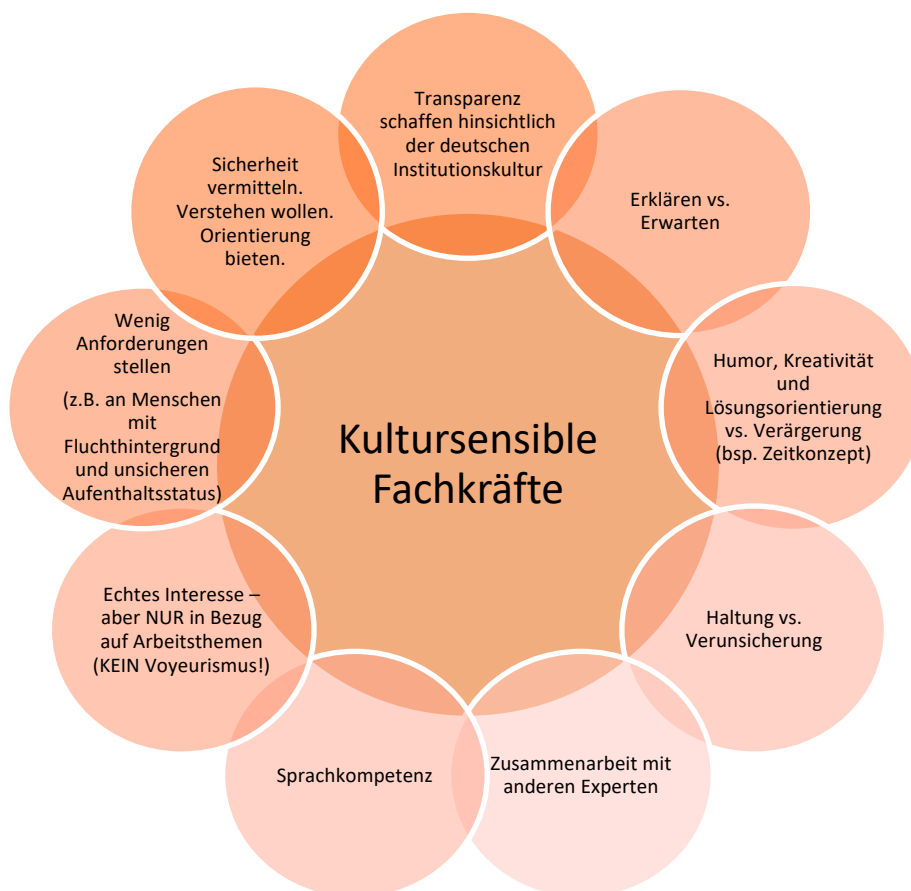 Transparenz
schaffen hinsichtlich
der deutschen
Institutionskultur
Erklären vs.
Erwarten
Humor, Kreativität
und
Lösungsorientierung
vs. Verärgerung
(bsp. Zeitkonzept)
Haltung vs.
Verunsicherung
Zusammenarbeit mit
anderen Experten
Sprachkompetenz
Echtes Interesse –
aber NUR in Bezug
auf Arbeitsthemen
(KEIN Voyeurismus!)
Wenig
Anforderungen
stellen
(z.B. an Menschen
mit
Fluchthintergrund
und unsicheren
Aufenthaltsstatus)
Sicherheit
vermitteln.
Verstehen wollen.
Orientierung
bieten.
Kultursensible
Fachkräfte